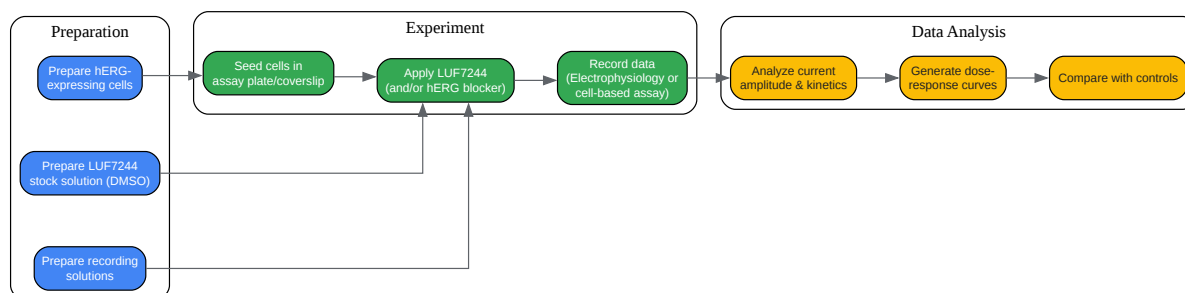 Preparation
Prepare hERG-
expressing cells
Prepare LUF7244
stock solution (DMSO)
Prepare recording
solutions
Experiment
Seed cells in
assay plate/coverslip
Apply LUF7244
(and/or hERG blocker)
Record data
(Electrophysiology or
cell-based assay)
Data Analysis
Analyze current
amplitude & kinetics
Generate dose-
response curves
Compare with controls